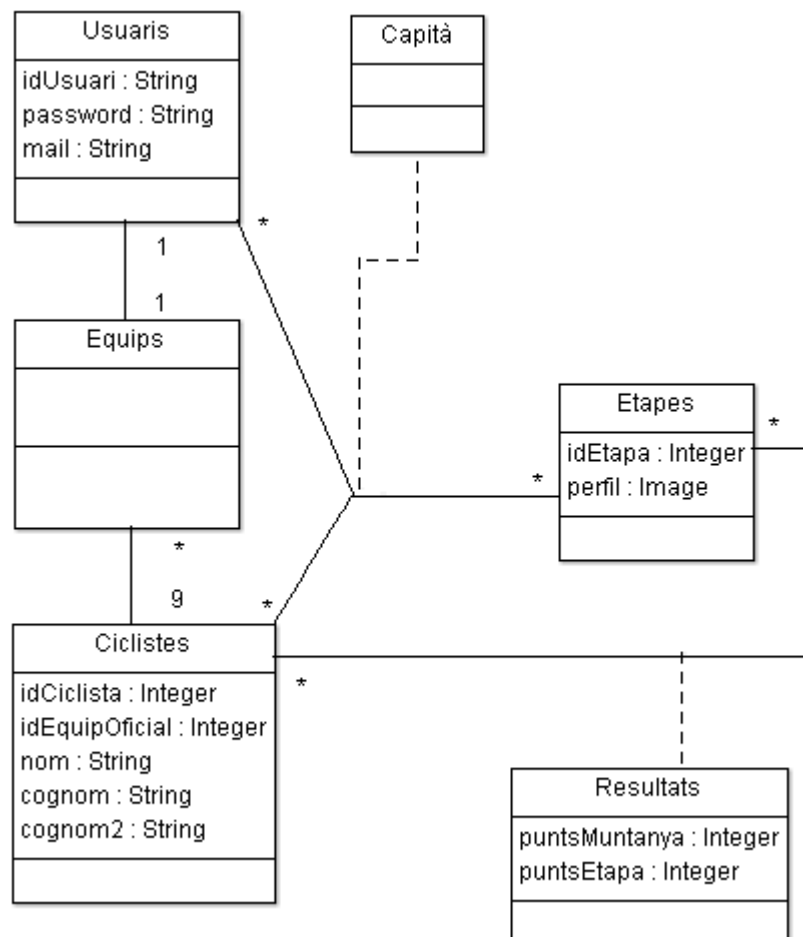 Usuaris
idUsuari : String
password : String
mail : String
Capità
*
1
1
Equips
Etapes
idEtapa : Integer
perfil : Image
*
*
*
9
*
Ciclistes
idCiclista : Integer
idEquipOficial : Integer
nom : String
cognom : String
cognom2 : String
*
Resultats
puntsMuntanya : Integer
puntsEtapa : Integer